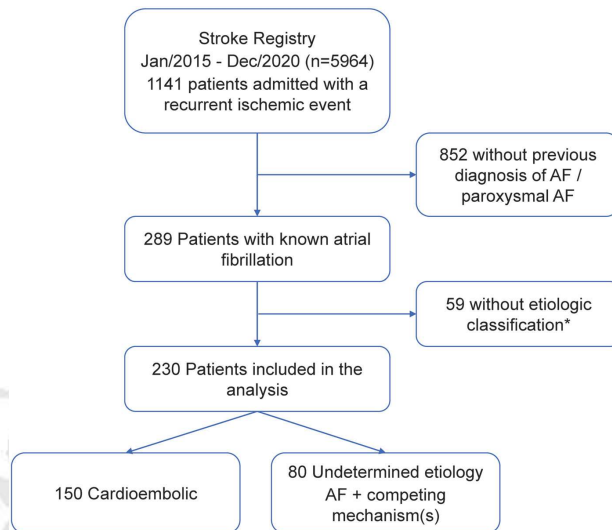 Stroke Registry
Jan/2015 - Dec/2020 (n=5964)
1141 patients admitted with a
recurrent ischemic event
852 without previous
diagnosis of AF /
paroxysmal AF
289 Patients with known atrial
fibrillation
59 without etiologic
classification*
230 Patients included in the
analysis
150 Cardioembolic
80 Undetermined etiology
AF + competing
mechanism(s)